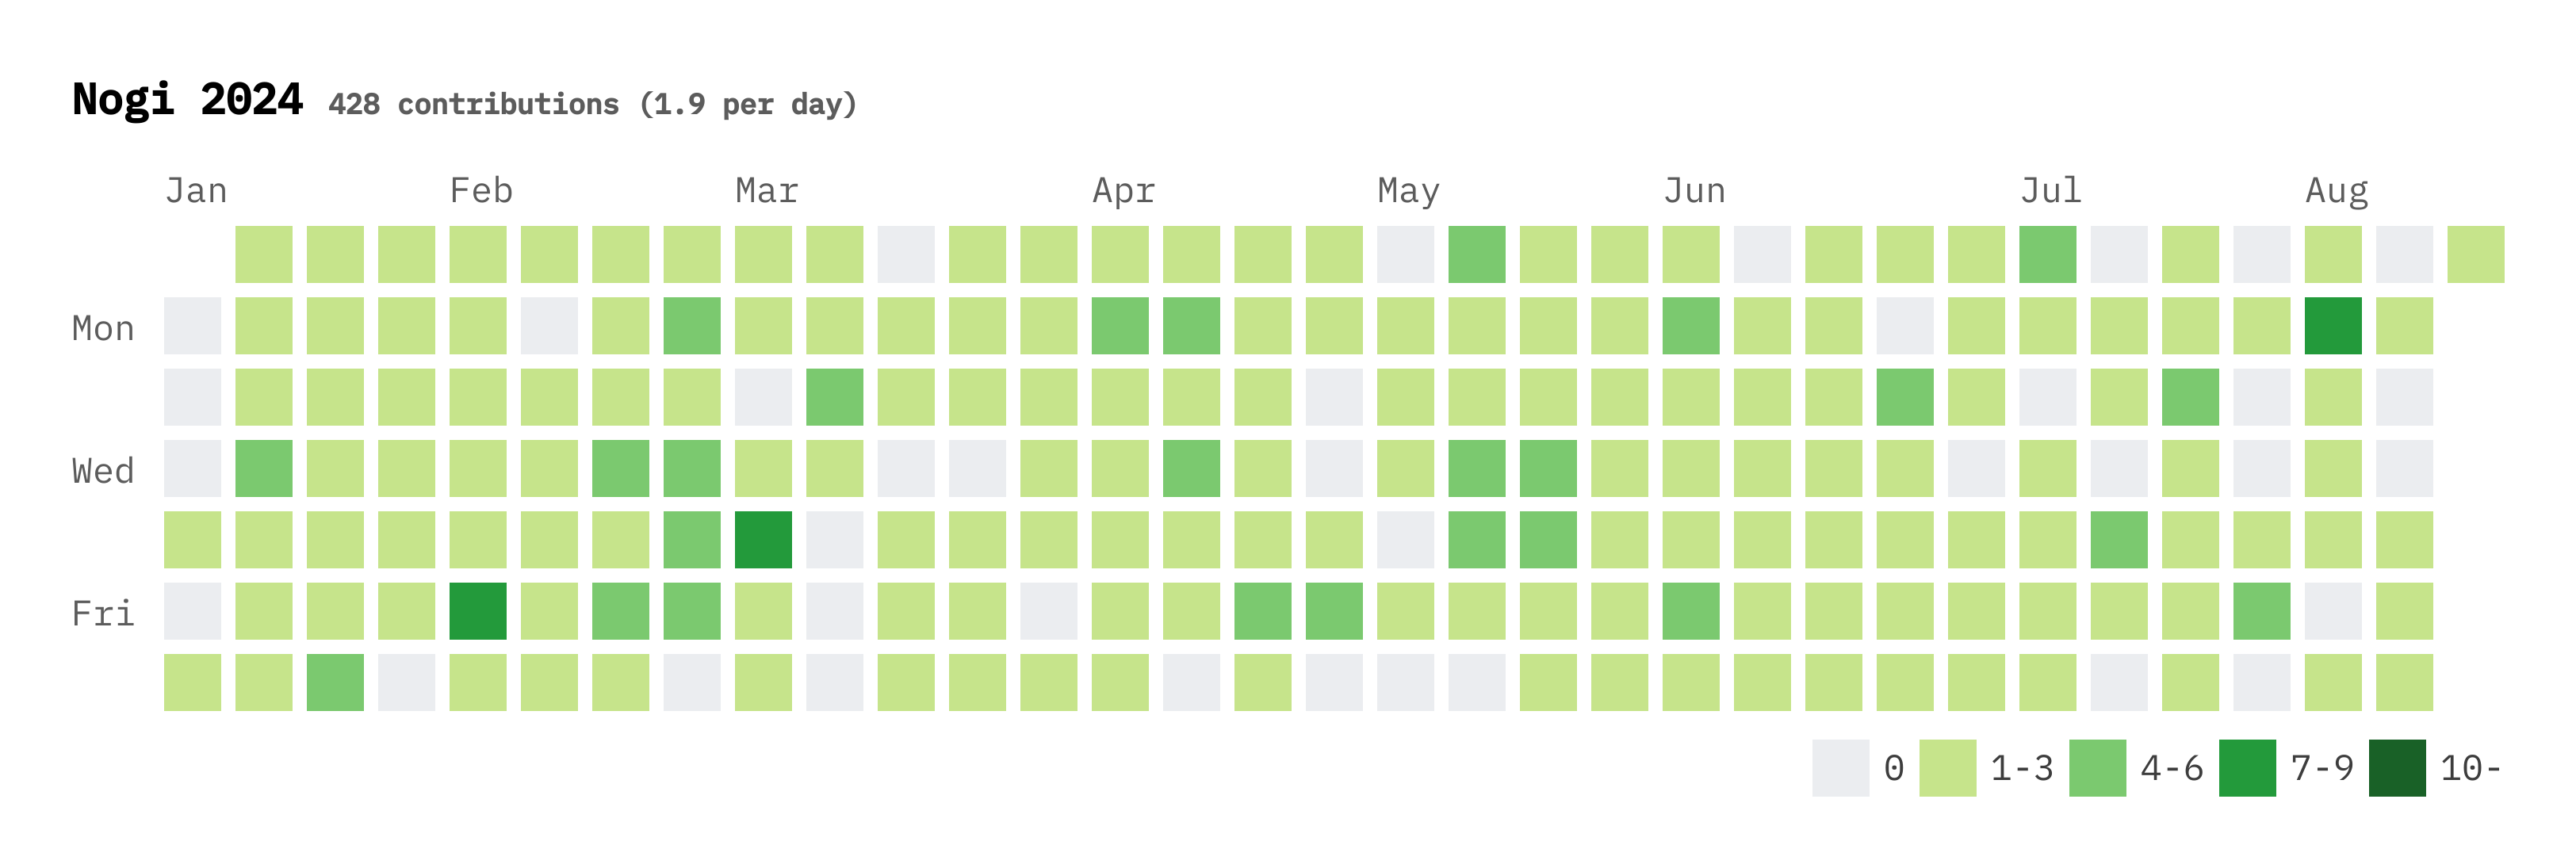 Nogi 2024 428 contributions (1.9 per day)
Jan Feb Mar Apr May Jun Jul Aug
Mon
Wed
Fri
0 1-3 4-6 7-9 10-